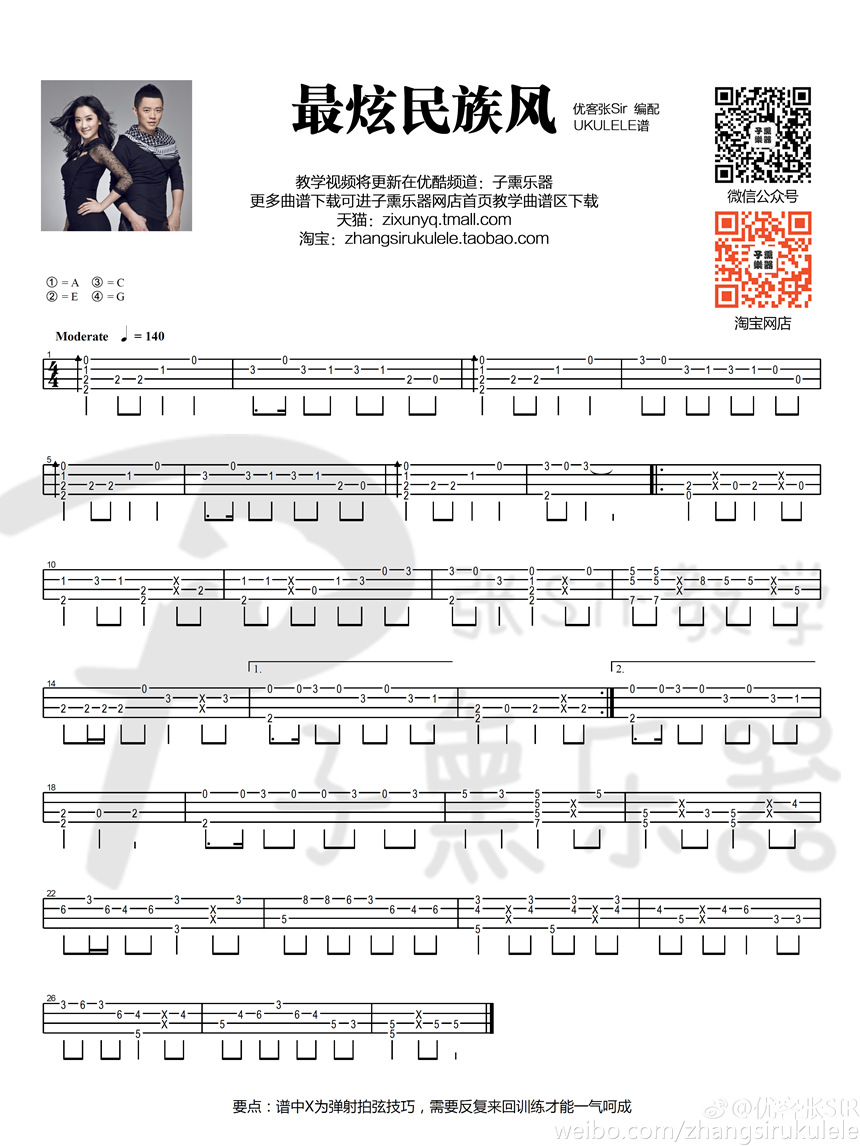 最炫民族风
优客张Sir 编配
UKULELE谱
教学视频将更新在优酷频道：子熏乐器
更多曲谱下载可进子熏乐器网店首页教学曲谱区下载
天猫：zixunyq.tmall.com
淘宝：zhangsirukulele.taobao.com
子熏樂器
微信公众号
子熏樂器
淘宝网店
① = A ③ = C
② = E ④ = G
Moderate ♩ = 140
1
4/4
5
张Sir教学
10
14
1.
2.
子熏乐器
18
22
26
要点：谱中X为弹射拍弦技巧，需要反复来回训练才能一气呵成
@优客张SIR
weibo.com/zhangsirukulele